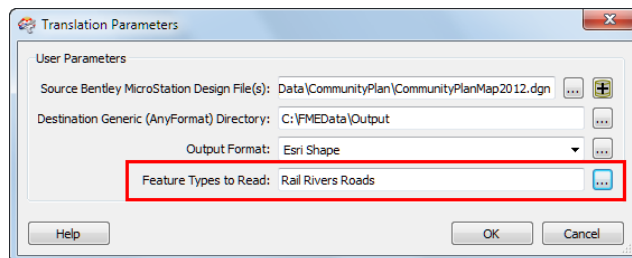 Translation Parameters
User Parameters
Source Bentley MicroStation Design File(s): Data\CommunityPlan\CommunityPlanMap2012.dgn ...
Destination Generic (AnyFormat) Directory: C:\FMEData\Output ...
Output Format: Esri Shape ...
Feature Types to Read: Rail Rivers Roads ...
Help OK Cancel